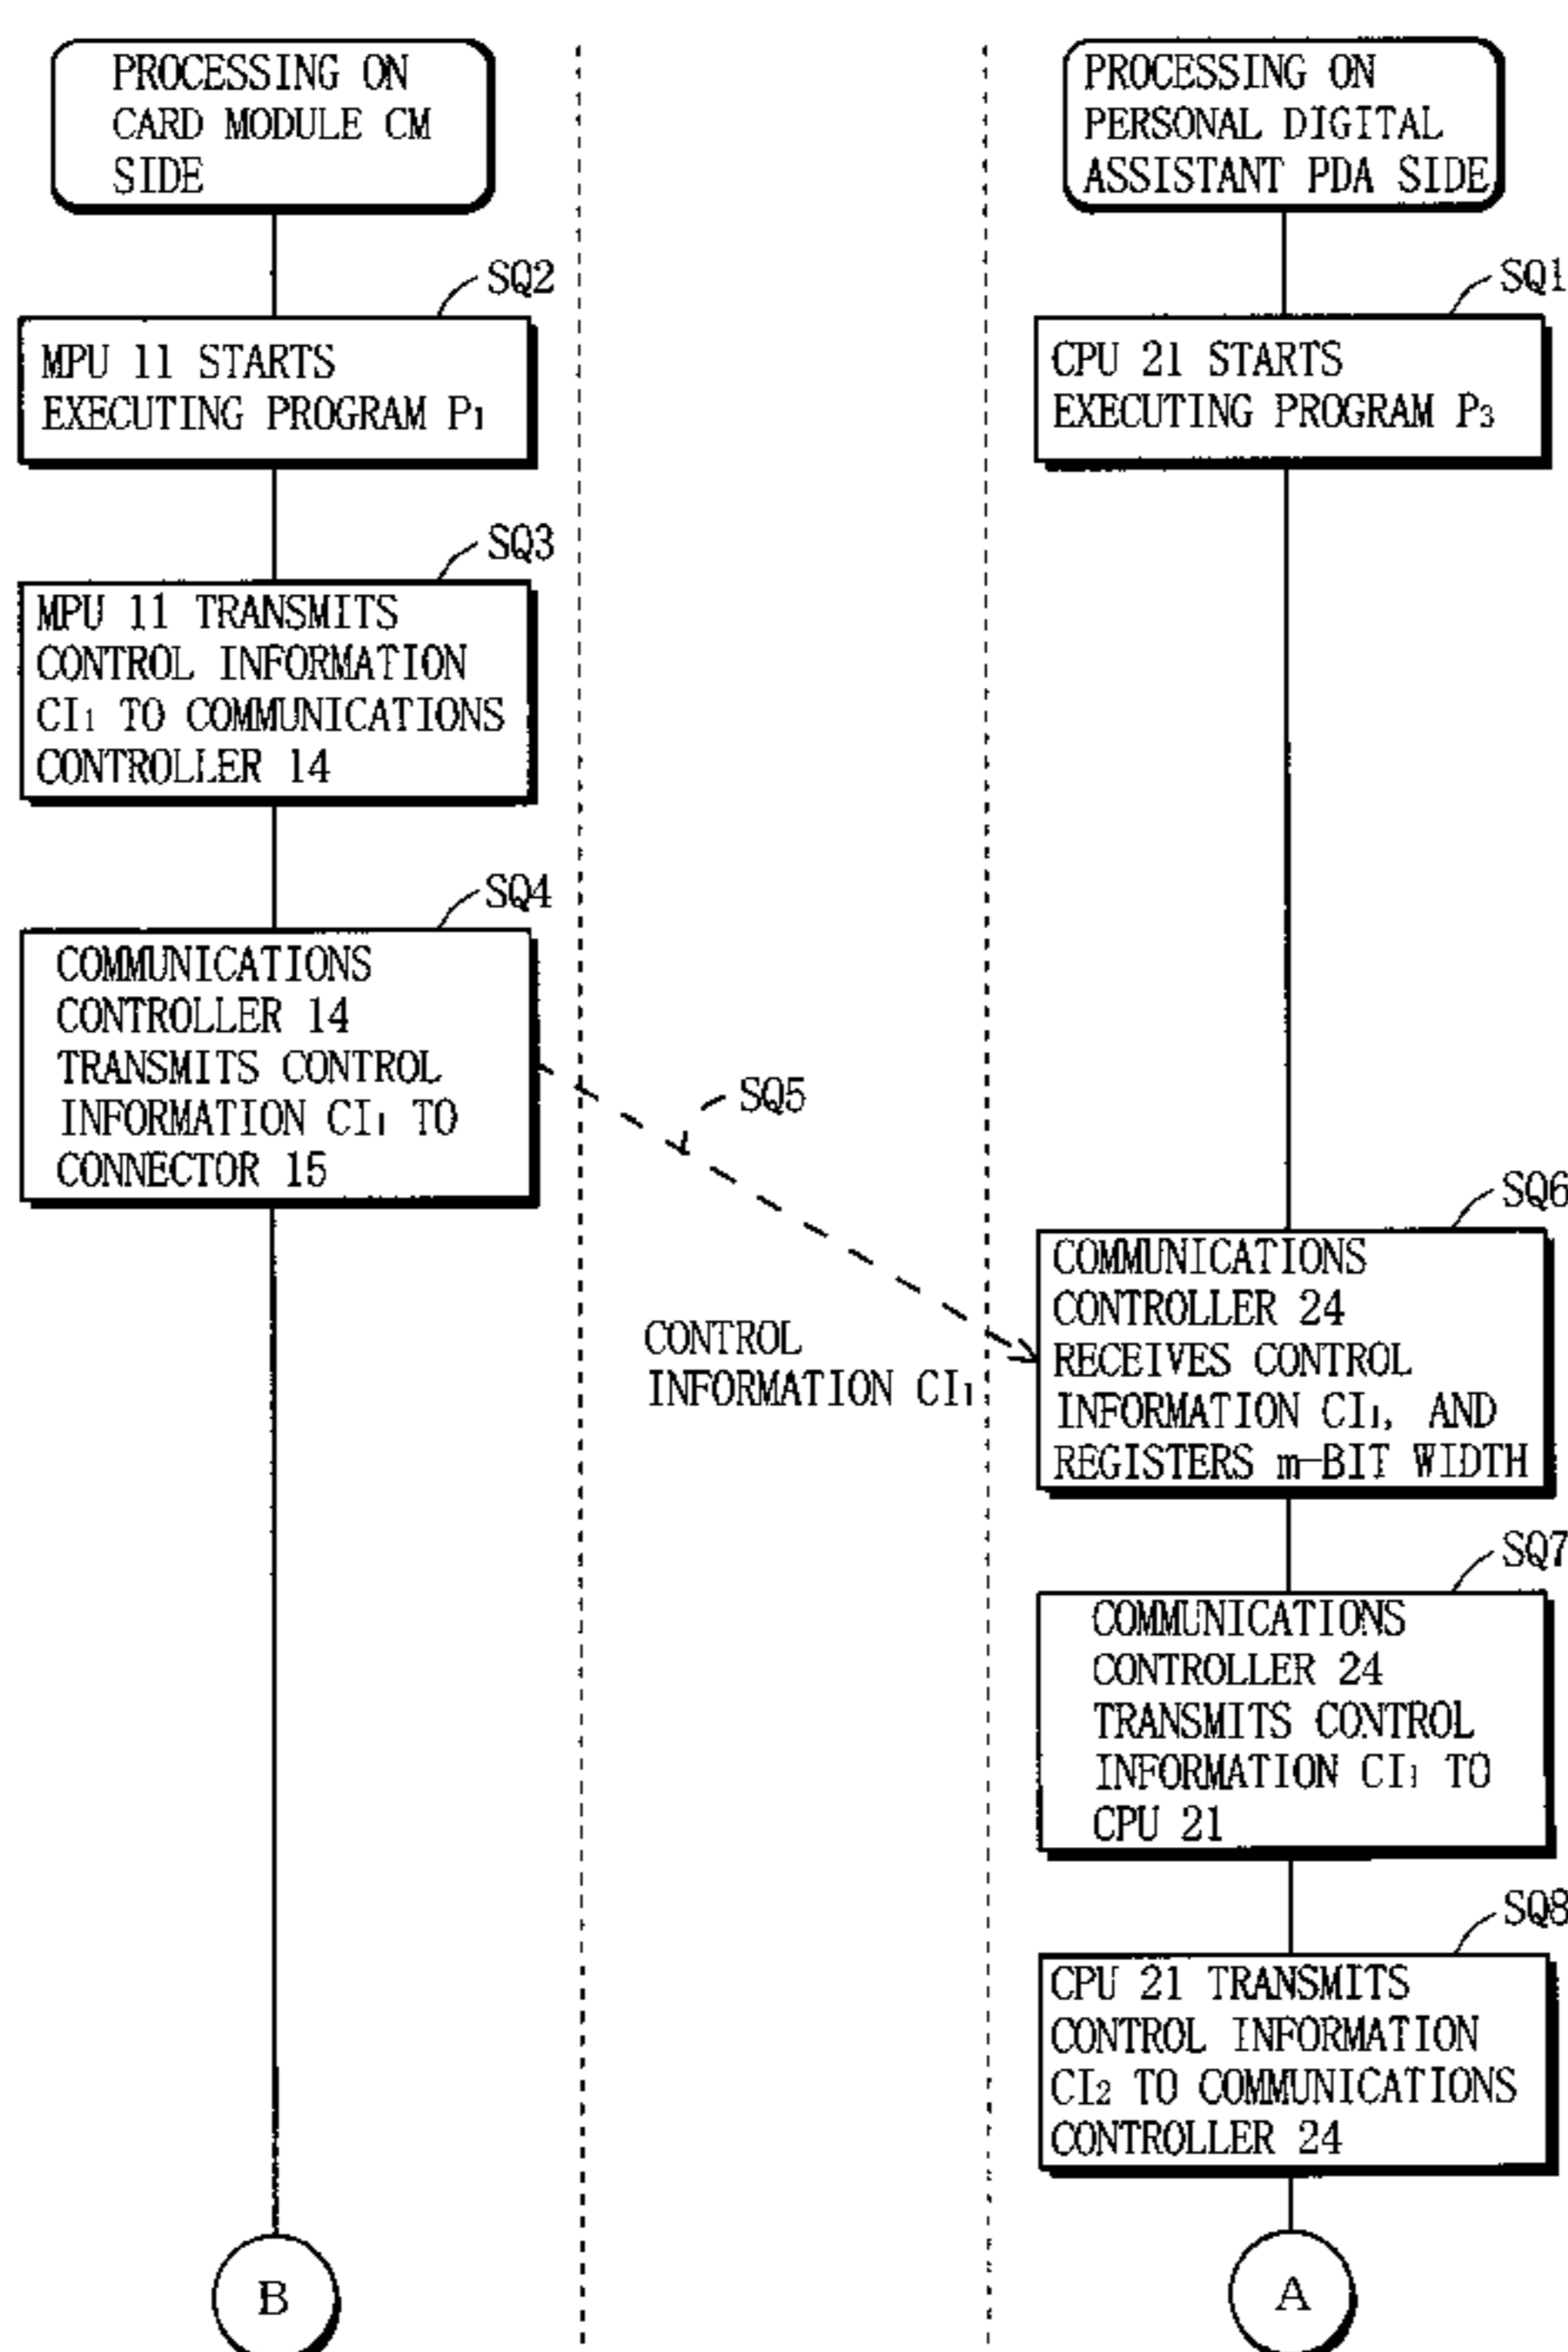 PROCESSING ON
CARD MODULE CM
SIDE
SQ2
MPU 11 STARTS
EXECUTING PROGRAM P1
SQ3
MPU 11 TRANSMITS
CONTROL INFORMATION
CI1 TO COMMUNICATIONS
CONTROLLER 14
SQ4
COMMUNICATIONS
CONTROLLER 14
TRANSMITS CONTROL
INFORMATION CI1 TO
CONNECTOR 15
B
SQ5
CONTROL
INFORMATION CI1
PROCESSING ON
PERSONAL DIGITAL
ASSISTANT PDA SIDE
SQ1
CPU 21 STARTS
EXECUTING PROGRAM P3
SQ6
COMMUNICATIONS
CONTROLLER 24
RECEIVES CONTROL
INFORMATION CI1, AND
REGISTERS m-BIT WIDTH
SQ7
COMMUNICATIONS
CONTROLLER 24
TRANSMITS CONTROL
INFORMATION CI1 TO
CPU 21
SQ8
CPU 21 TRANSMITS
CONTROL INFORMATION
CI2 TO COMMUNICATIONS
CONTROLLER 24
A